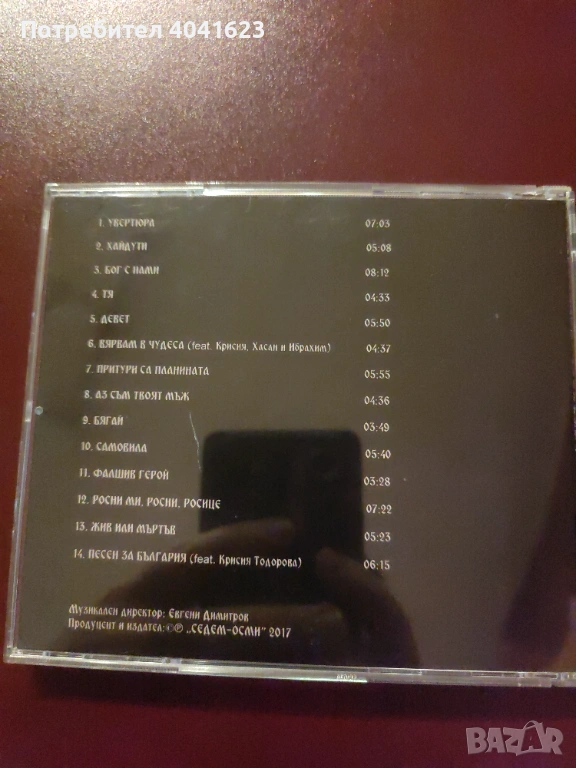 Потребител 4041623
1. УВЕРТЮРА 07:03
2. ХАЙДУТИ 05:08
3. БОГ С НАМИ 08:12
4. ТЯ 04:33
5. ДЕВЕТ 05:50
6. ВЯРВАМ В ЧУДЕСА (feat. Крисия, Хасан и Ибрахим) 04:37
7. ПРИТУРИ СА ПЛАНИНАТА 05:55
8. АЗ СЪМ ТВОЯТ МЪЖ 04:36
9. БЯГАЙ 03:49
10. САМОВИЛА 05:40
11. ФАЛШИВ ГЕРОЙ 03:28
12. РОСНИ МИ, РОСНИ, РОСИЦЕ 07:22
13. ЖИВ ИЛИ МЪРТЪВ 05:23
14. ПЕСЕН ЗА БЪЛГАРИЯ (feat. Крисия Тодорова) 06:15
Музикален директор: Евгени Димитров
Продуцент и издател:©℗ „СЕДЕМ-ОСМИ" 2017
BAZAR